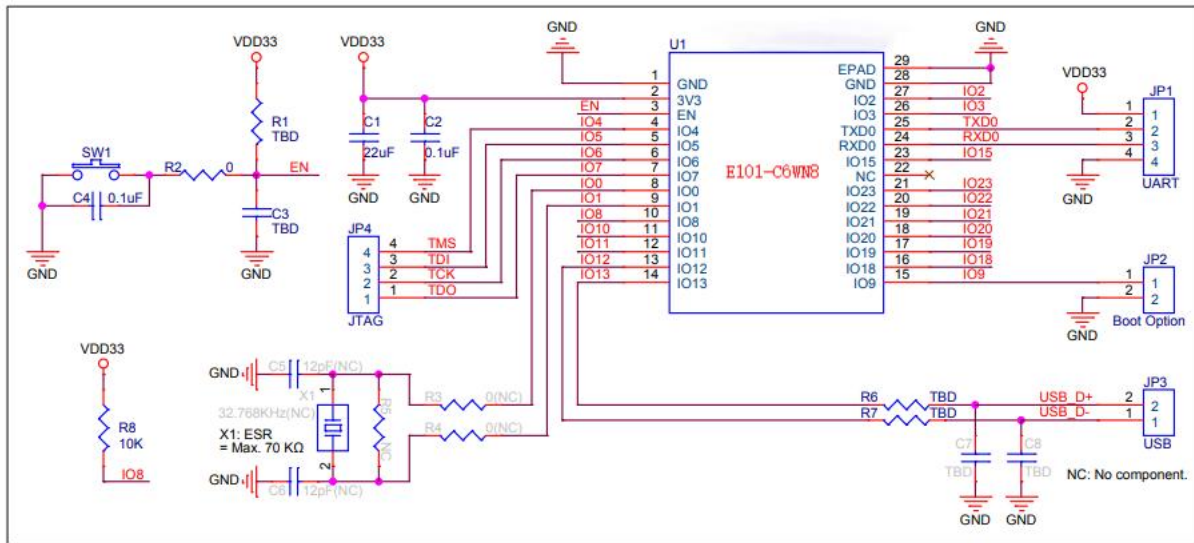 GND
GND
VDD33
VDD33
U1
EPAD 29
1 GND
GND 28
VDD33
2 3V3
IO2 27 IO2
JP1
EN 3 EN
IO3 26 IO3
1 1
R1
TBD
C1
22uF
C2
0.1uF
IO4 4 IO4
TXD0 25 TXD0
2 2
IO5 5 IO5
RXD0 24 RXD0
3 3
SW1
IO6 6 IO6
IO15 23 IO15
4 4
R2 0 EN
IO7 7 IO7
E101-C6WN8
NC 22
UART
IO0 8 IO0
IO23 21 IO23
C4 0.1uF
GND
GND
IO1 9 IO1
IO22 20 IO22
GND
C3
TBD
IO8 10 IO8
IO21 19 IO21
JP4
IO10 11 IO10
IO20 18 IO20
4 4 TMS
IO11 12 IO11
IO19 17 IO19
3 3 TDI
IO12 13 IO12
IO18 16 IO18
JP2
GND
GND
2 2 TCK
IO13 14 IO13
IO9 15 IO9
1 1
1 1 TDO
2 2
JTAG
GND
Boot Option
VDD33
GND C5 12pF(NC)
1
X1
32.768KHz(NC)
R5
NC
R3 0(NC)
R6 TBD
USB_D+
JP3
2 2
R7 TBD
USB_D-
1 1
R8
10K
X1: ESR
= Max. 70 KΩ
R4 0(NC)
USB
2
C7
TBD
C8
TBD
NC: No component.
IO8
GND
C6 12pF(NC)
GND
GND